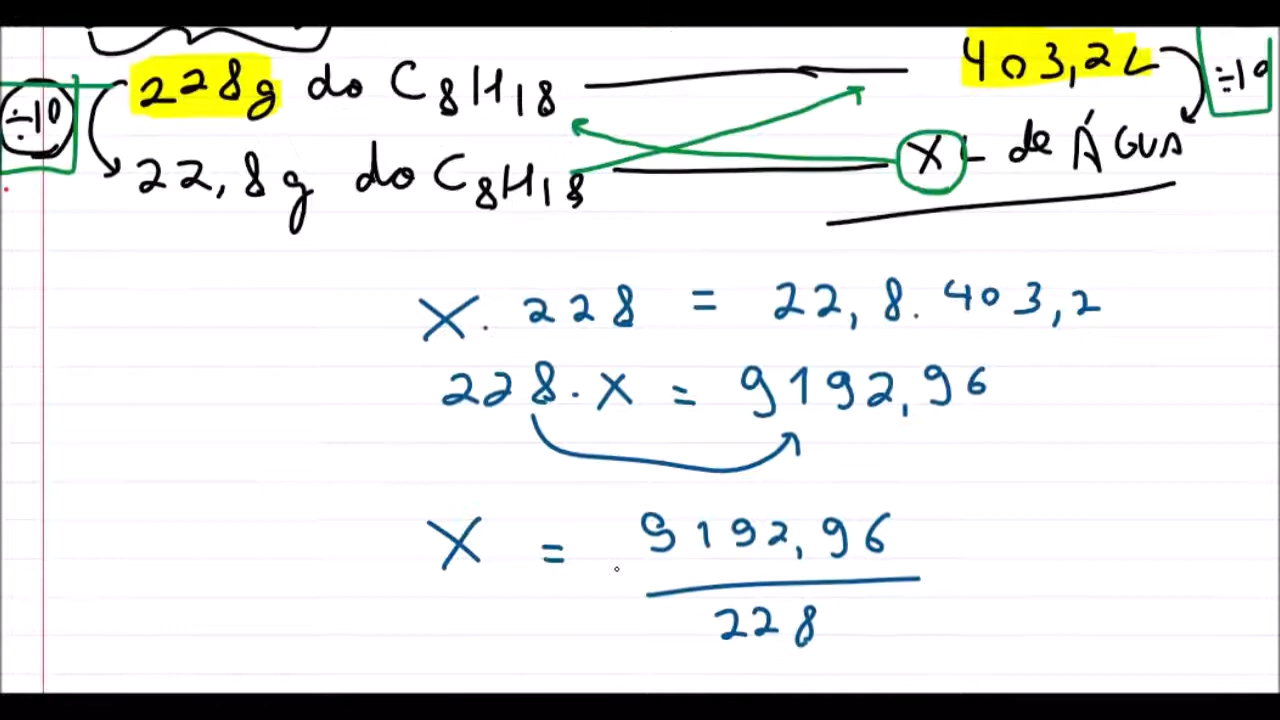 ÷10 228g do C8H18 403,2L ÷10
22,8g do C8H18 X L de ÁGUA
X. 228 = 22,8. 403,2
228. X = 9192,96
X = 9192,96
228